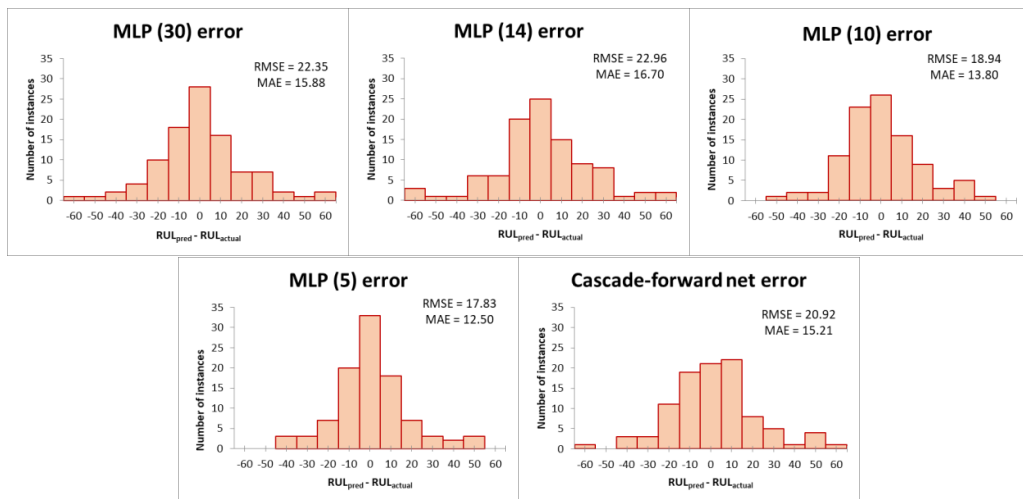 MLP (30) error
RMSE = 22.35
MAE = 15.88
Number of instances
35
30
25
20
15
10
5
0
-60 -50 -40 -30 -20 -10 0 10 20 30 40 50 60
RULpred - RULactual
MLP (14) error
RMSE = 22.96
MAE = 16.70
Number of instances
35
30
25
20
15
10
5
0
-60 -50 -40 -30 -20 -10 0 10 20 30 40 50 60
RULpred - RULactual
MLP (10) error
RMSE = 18.94
MAE = 13.80
Number of instances
35
30
25
20
15
10
5
0
-60 -50 -40 -30 -20 -10 0 10 20 30 40 50 60
RULpred - RULactual
MLP (5) error
RMSE = 17.83
MAE = 12.50
Number of instances
35
30
25
20
15
10
5
0
-60 -50 -40 -30 -20 -10 0 10 20 30 40 50 60
RULpred - RULactual
Cascade-forward net error
RMSE = 20.92
MAE = 15.21
Number of instances
35
30
25
20
15
10
5
0
-60 -50 -40 -30 -20 -10 0 10 20 30 40 50 60
RULpred - RULactual